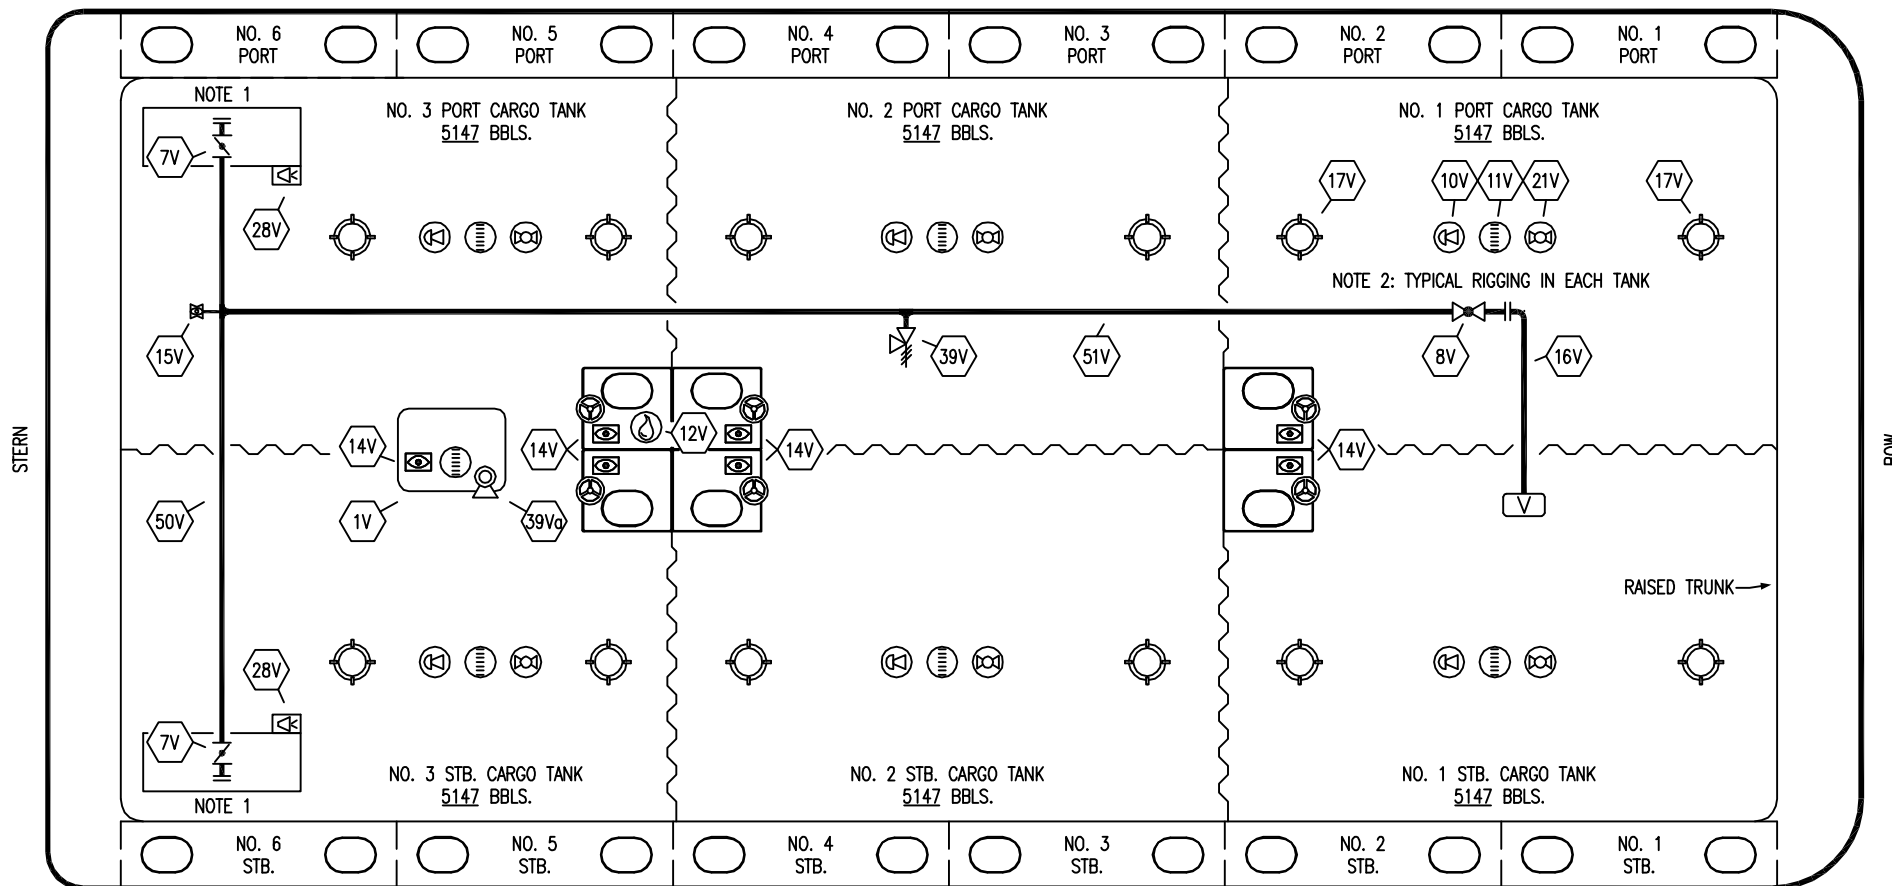 NO. 6
PORT
NO. 5
PORT
NO. 4
PORT
NO. 3
PORT
NO. 2
PORT
NO. 1
PORT
NOTE 1
NO. 3 PORT CARGO TANK
5147 BBLS.
NO. 2 PORT CARGO TANK
5147 BBLS.
NO. 1 PORT CARGO TANK
5147 BBLS.
7V
28V
17V
10V
11V
21V
17V
NOTE 2: TYPICAL RIGGING IN EACH TANK
15V
39V
51V
8V
16V
STERN
BOW
14V
14V
12V
14V
14V
50V
1V
39Va
V
RAISED TRUNK
28V
7V
NOTE 1
NO. 3 STB. CARGO TANK
5147 BBLS.
NO. 2 STB. CARGO TANK
5147 BBLS.
NO. 1 STB. CARGO TANK
5147 BBLS.
NO. 6
STB.
NO. 5
STB.
NO. 4
STB.
NO. 3
STB.
NO. 2
STB.
NO. 1
STB.